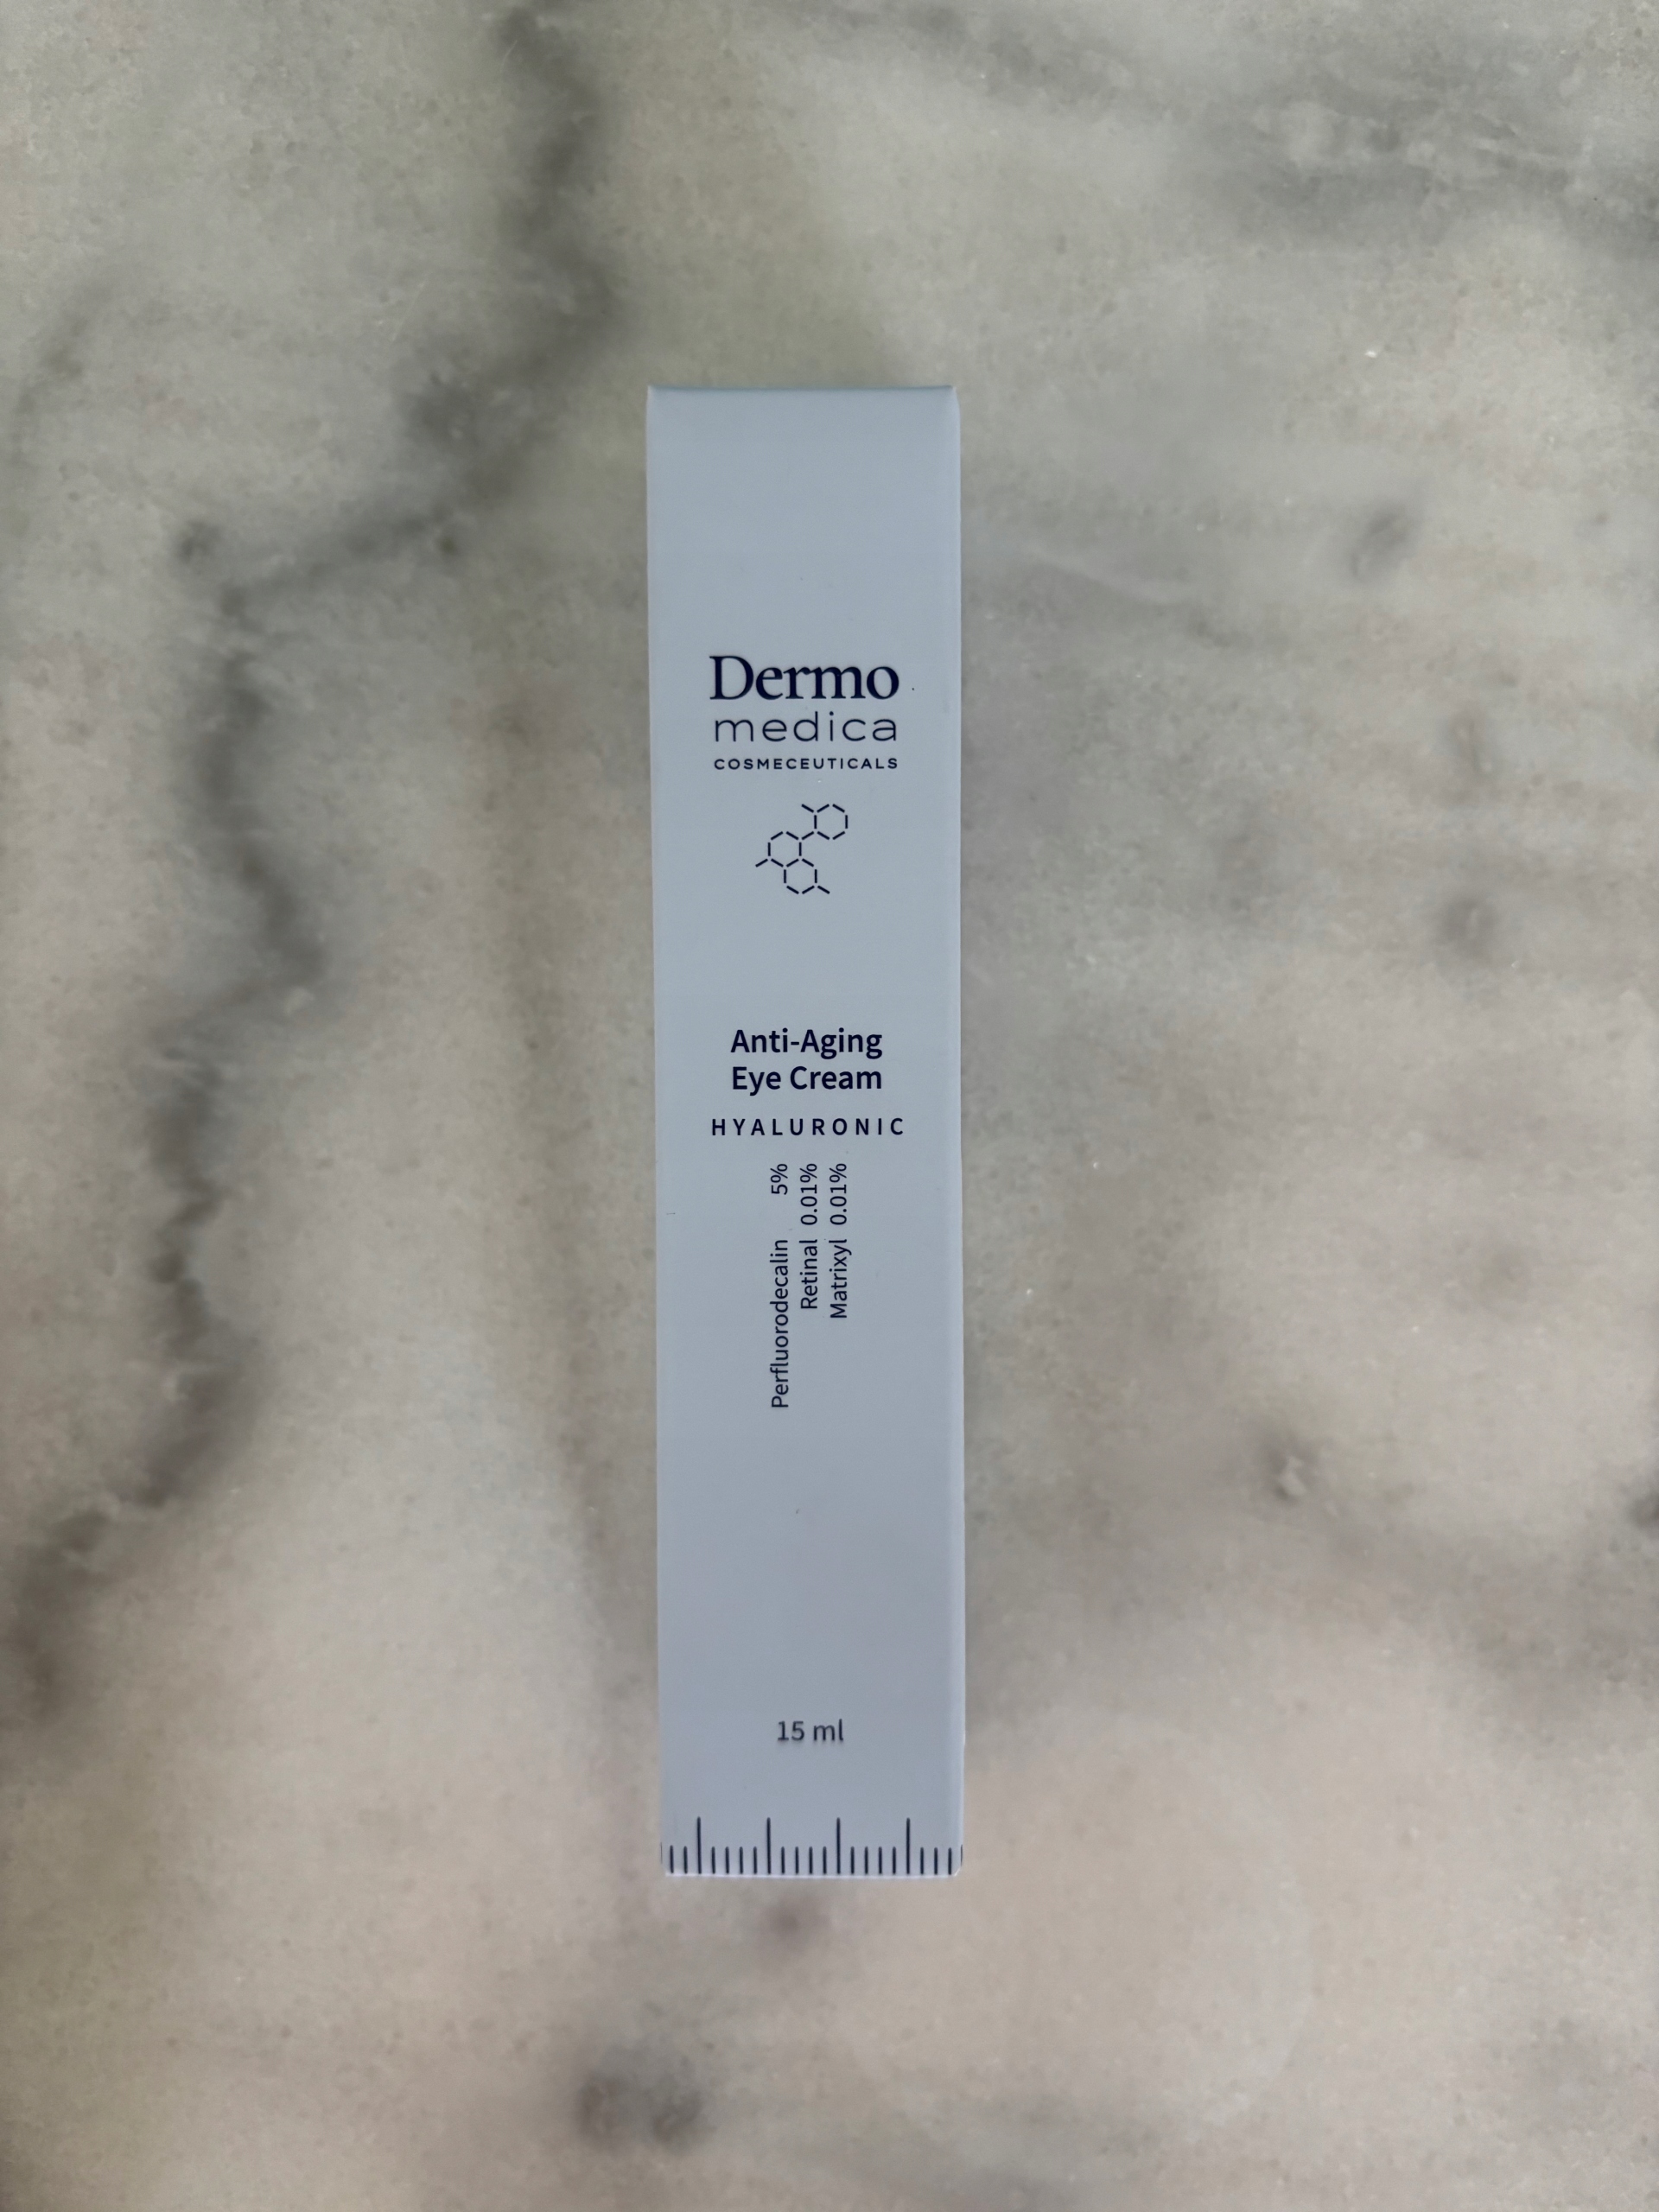 Dermo
medica
COSMECEUTICALS
Anti-Aging
Eye Cream
HYALURONIC
Perfluorodecalin 5%
Retinal 0.01%
Matrixyl 0.01%
15 ml